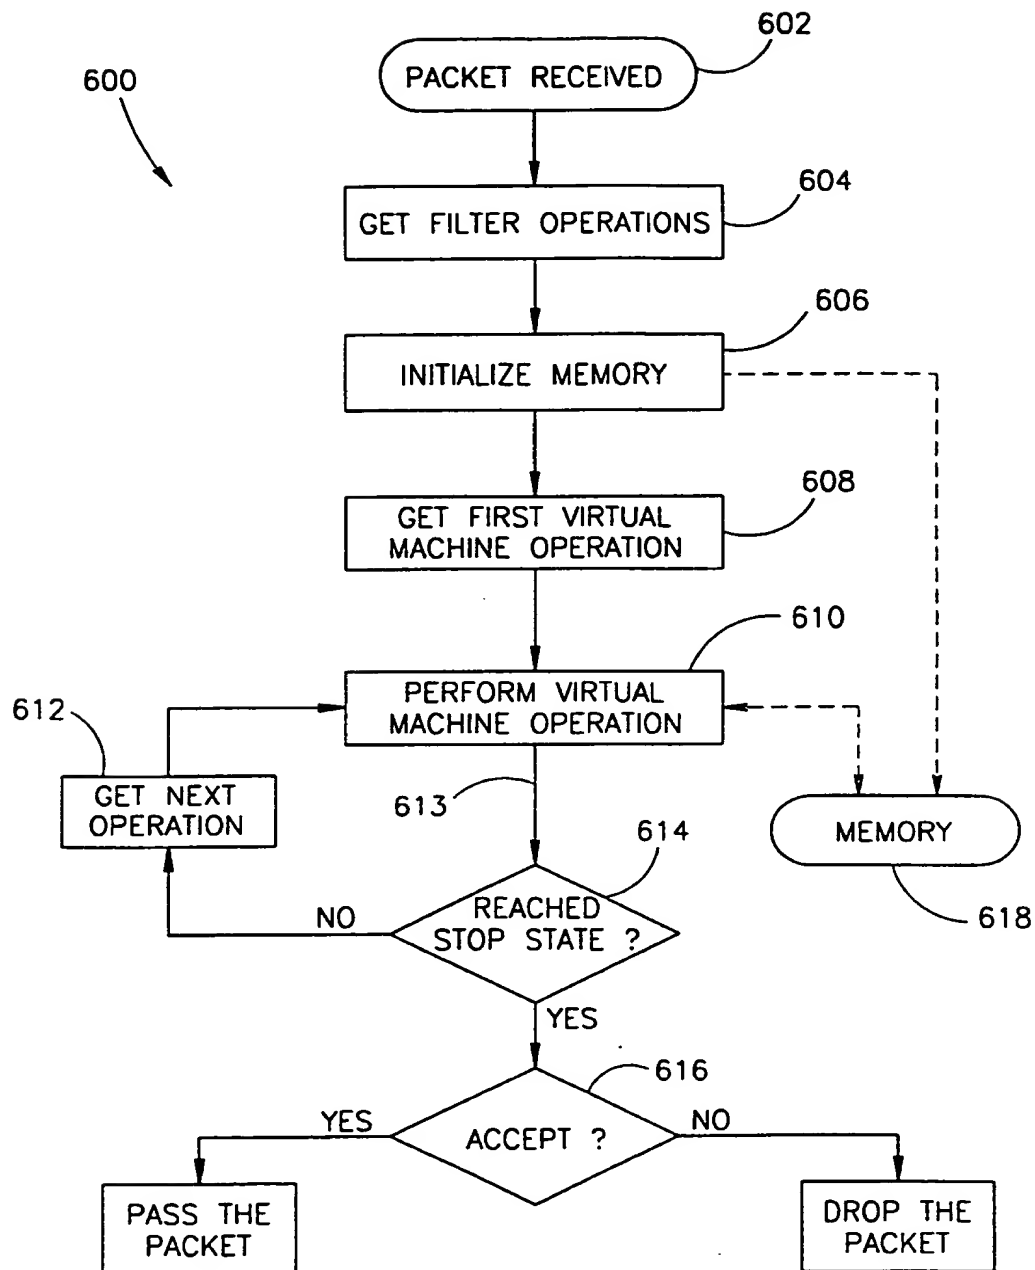 602
PACKET RECEIVED
600
604
GET FILTER OPERATIONS
606
INITIALIZE MEMORY
608
GET FIRST VIRTUAL
MACHINE OPERATION
610
PERFORM VIRTUAL
MACHINE OPERATION
612
GET NEXT
OPERATION
613
MEMORY
614
618
NO
REACHED
STOP STATE ?
YES
616
YES
ACCEPT ?
NO
PASS THE
PACKET
DROP THE
PACKET